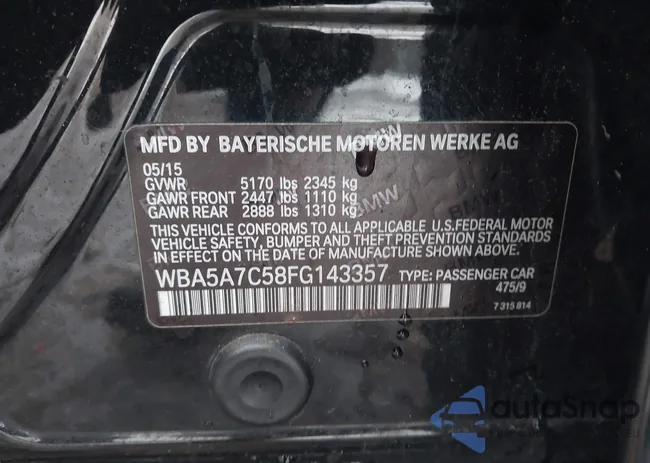 MFD BY BAYERISCHE MOTOREN WERKE AG
05/15
GVWR 5170 lbs 2345 kg
GAWR FRONT 2447 lbs 1110 kg
GAWR REAR 2888 lbs 1310 kg
THIS VEHICLE CONFORMS TO ALL APPLICABLE U.S.FEDERAL MOTOR
VEHICLE SAFETY, BUMPER AND THEFT PREVENTION STANDARDS
IN EFFECT ON THE DATE OF MANUFACTURE SHOWN ABOVE.
WBA5A7C58FG143357 TYPE: PASSENGER CAR
475/9
7 315 814
autoSnap